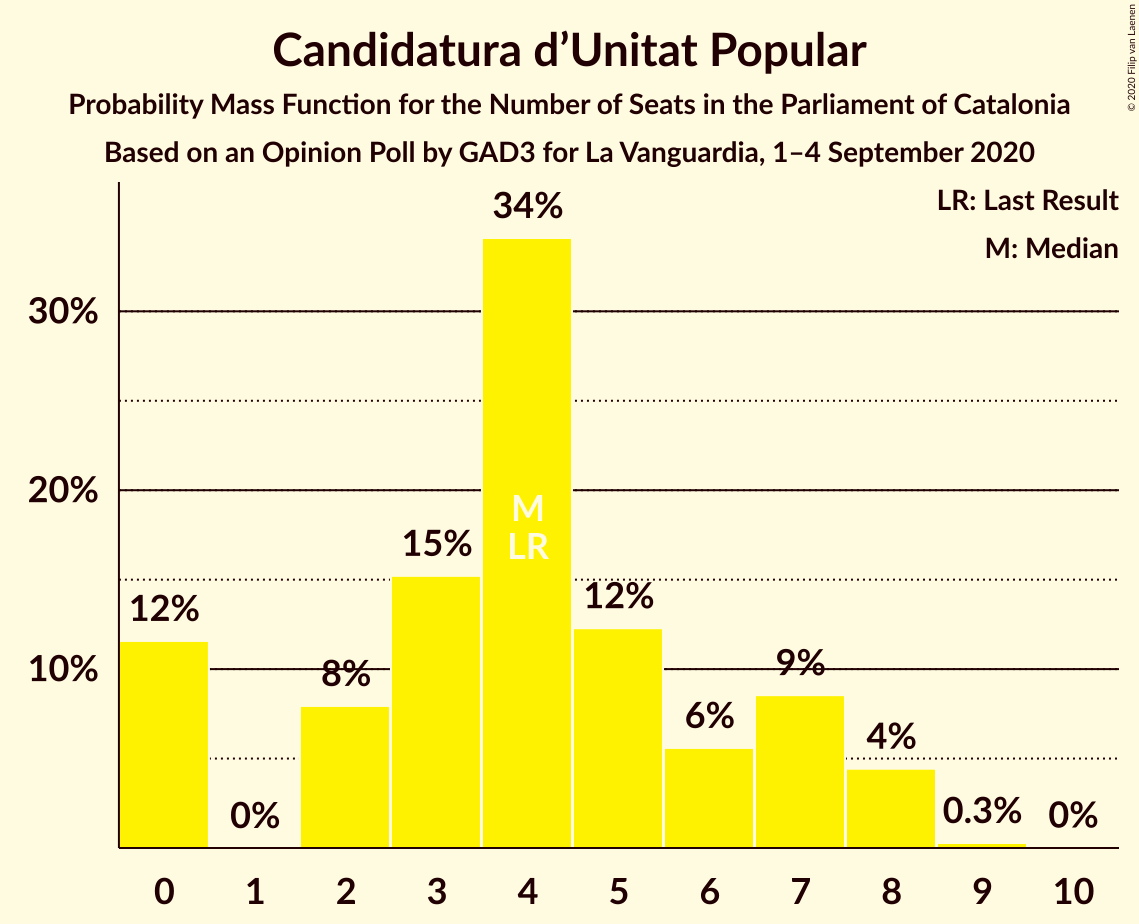 Candidatura d’Unitat Popular
Probability Mass Function for the Number of Seats in the Parliament of Catalonia
Based on an Opinion Poll by GAD3 for La Vanguardia, 1–4 September 2020
© 2020 Filip van Laenen
LR: Last Result
M: Median
30%
20%
10%
12%
0%
8%
15%
34%
M
LR
12%
6%
9%
4%
0.3%
0%
0 1 2 3 4 5 6 7 8 9 10